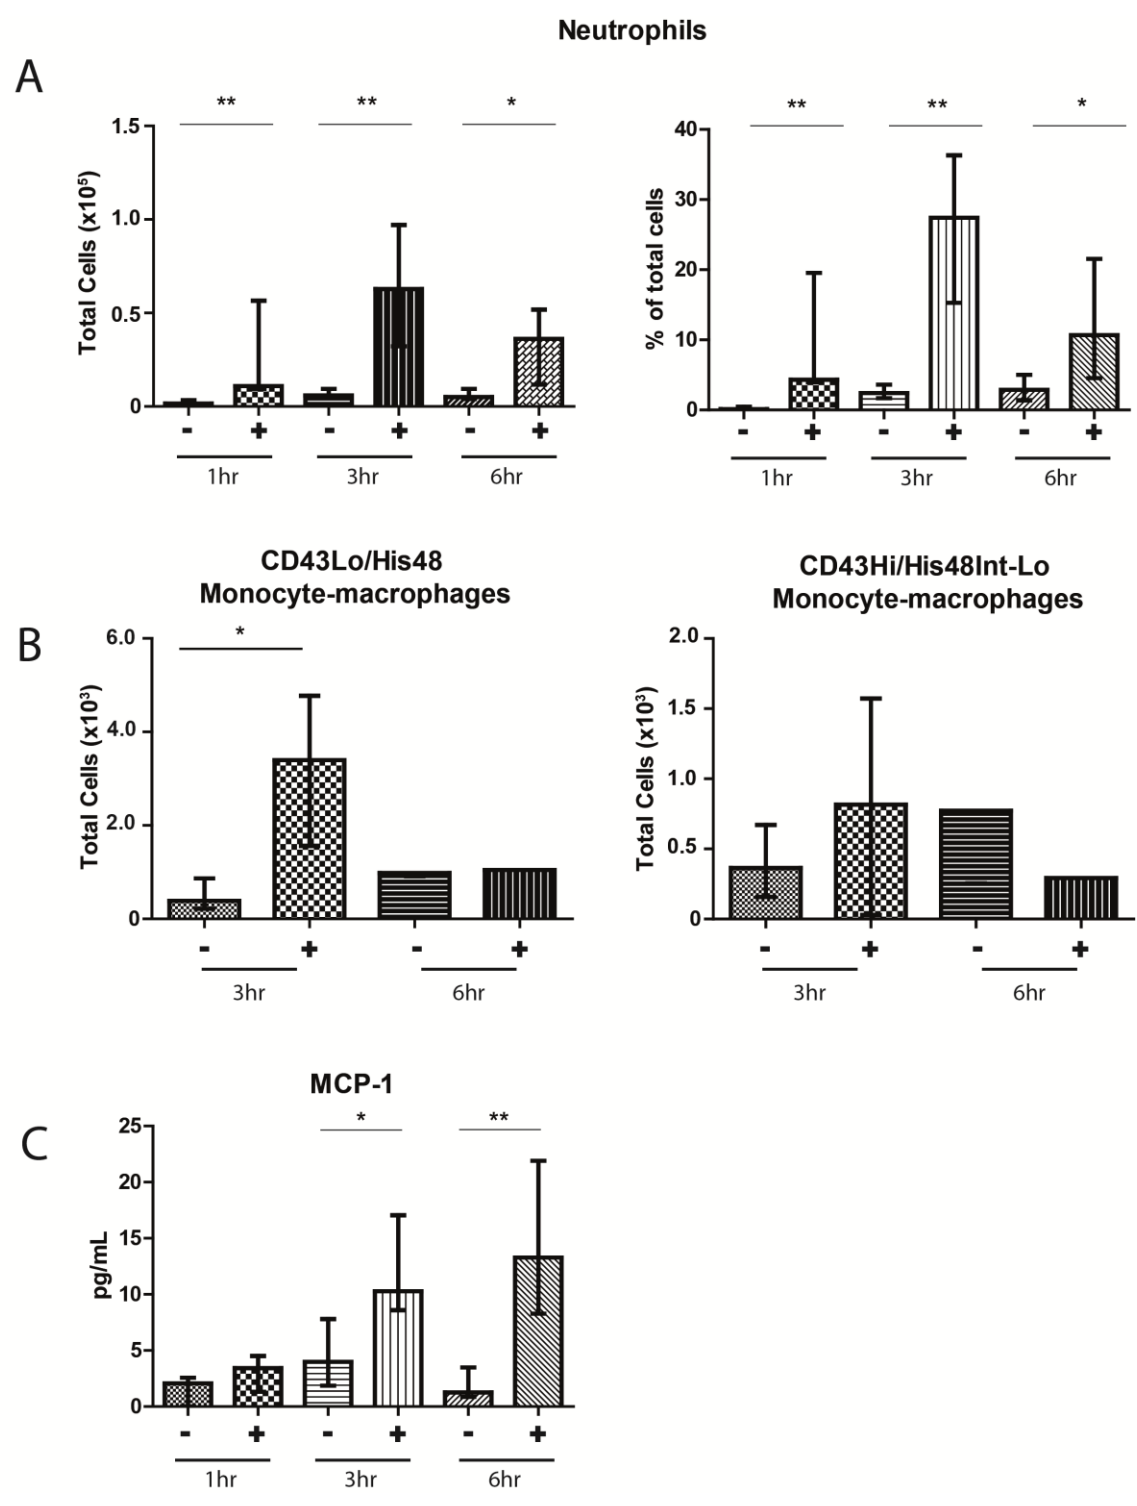 Neutrophils
A
** ** *
1.5
1.0
0.5
0
Total Cells (x10⁵)
- + - + - +
1hr 3hr 6hr
** ** *
40
30
20
10
0
% of total cells
- + - + - +
1hr 3hr 6hr
B
CD43Lo/His48
Monocyte-macrophages
*
6.0
4.0
2.0
0
Total Cells (x10³)
- + - +
3hr 6hr
CD43Hi/His48Int-Lo
Monocyte-macrophages
2.0
1.5
1.0
0.5
0
Total Cells (x10³)
- + - +
3hr 6hr
C
MCP-1
* **
25
20
15
10
5
0
pg/mL
- + - + - +
1hr 3hr 6hr